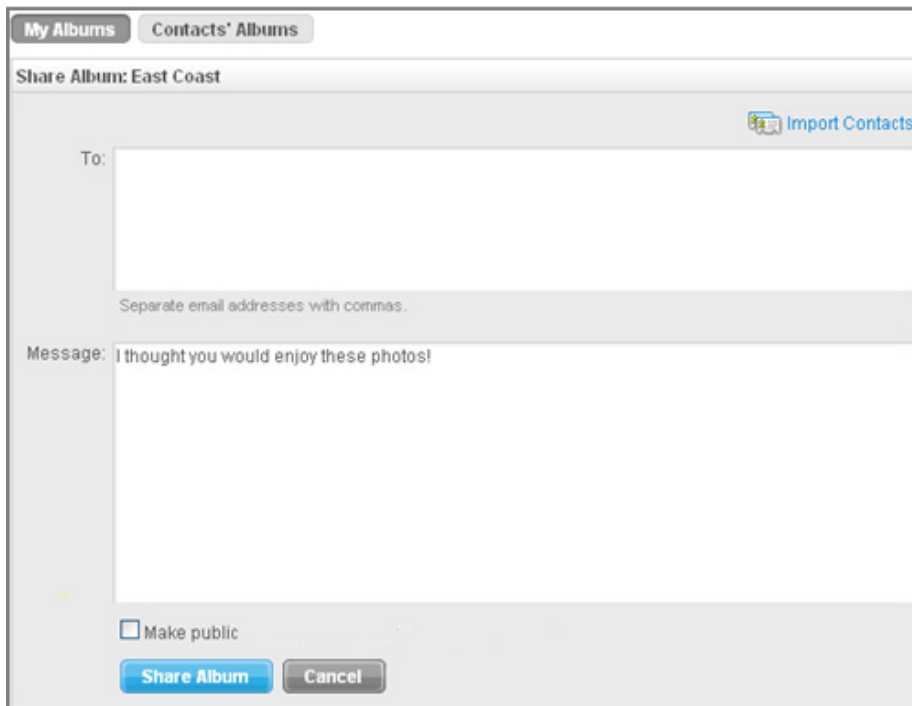 My Albums Contacts' Albums
Share Album: East Coast
Import Contacts
To:
Separate email addresses with commas.
Message: I thought you would enjoy these photos!
Make public
Share Album Cancel